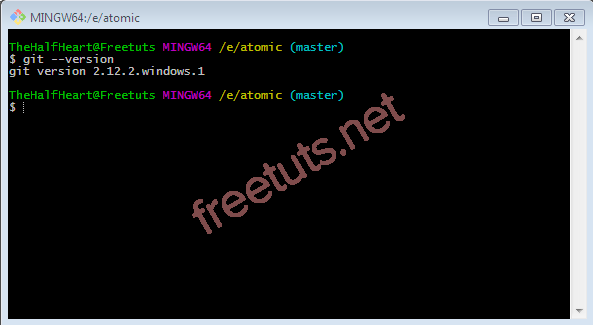 MINGW64:/e/atomic
TheHalfHeart@Freetuts MINGW64 /e/atomic (master)
$ git --version
git version 2.12.2.windows.1
TheHalfHeart@Freetuts MINGW64 /e/atomic (master)
$
freetuts.net